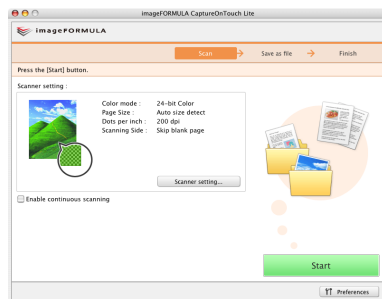 imageFORMULA CaptureOnTouch Lite
imageFORMULA
Scan
Save as file
Finish
Press the [Start] button.
Scanner setting :
Color mode : 24-bit Color
Page Size : Auto size detect
Dots per inch : 200 dpi
Scanning Side : Skip blank page
Scanner setting...
Enable continuous scanning
Start
Preferences